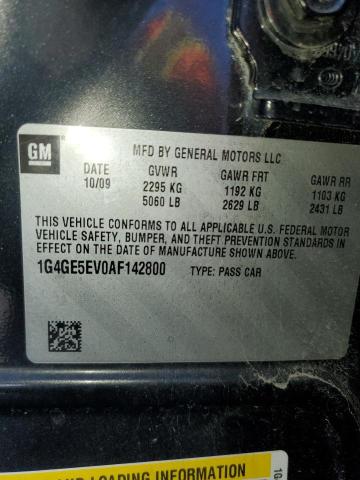 GM
MFD BY GENERAL MOTORS LLC
DATE GVWR GAWR FRT GAWR RR
10/09 2295 KG 1192 KG 1103 KG
5060 LB 2629 LB 2431 LB
THIS VEHICLE CONFORMS TO ALL APPLICABLE U.S. FEDERAL MOTOR
VEHICLE SAFETY, BUMPER, AND THEFT PREVENTION STANDARDS IN
EFFECT ON THE DATE OF MANUFACTURE SHOWN ABOVE.
1G4GE5EV0AF142800 TYPE: PASS CAR
LOADING INFORMATION